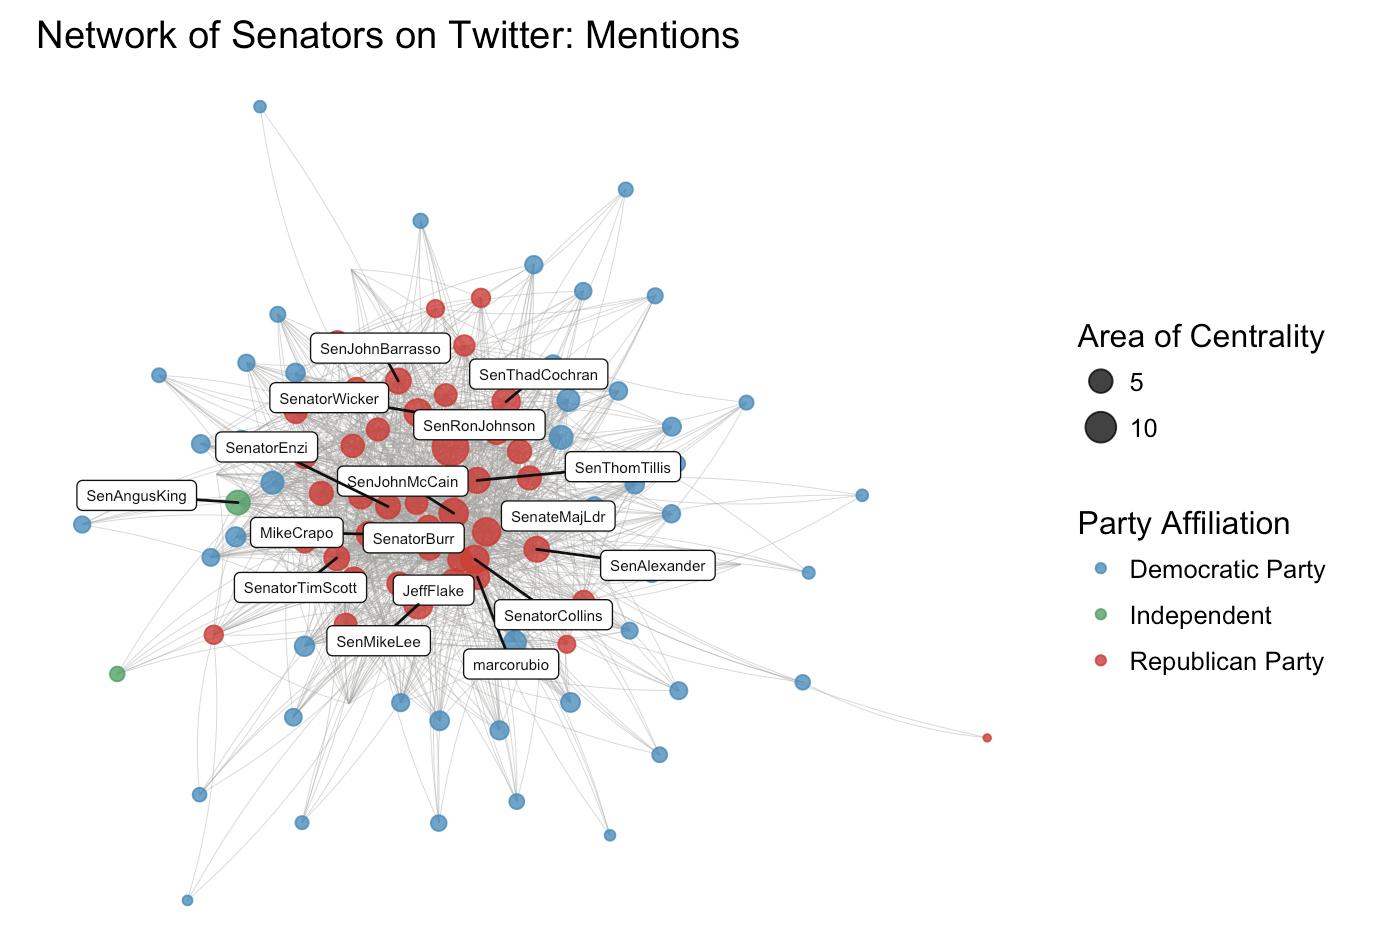 Network of Senators on Twitter: Mentions
SenJohnBarrasso
SenThadCochran
SenatorWicker
SenRonJohnson
SenatorEnzi
SenThomTillis
SenJohnMcCain
SenAngusKing
SenateMajLdr
MikeCrapo
SenatorBurr
SenAlexander
SenatorTimScott
JeffFlake
SenatorCollins
SenMikeLee
marcorubio
Area of Centrality
5
10
Party Affiliation
Democratic Party
Independent
Republican Party